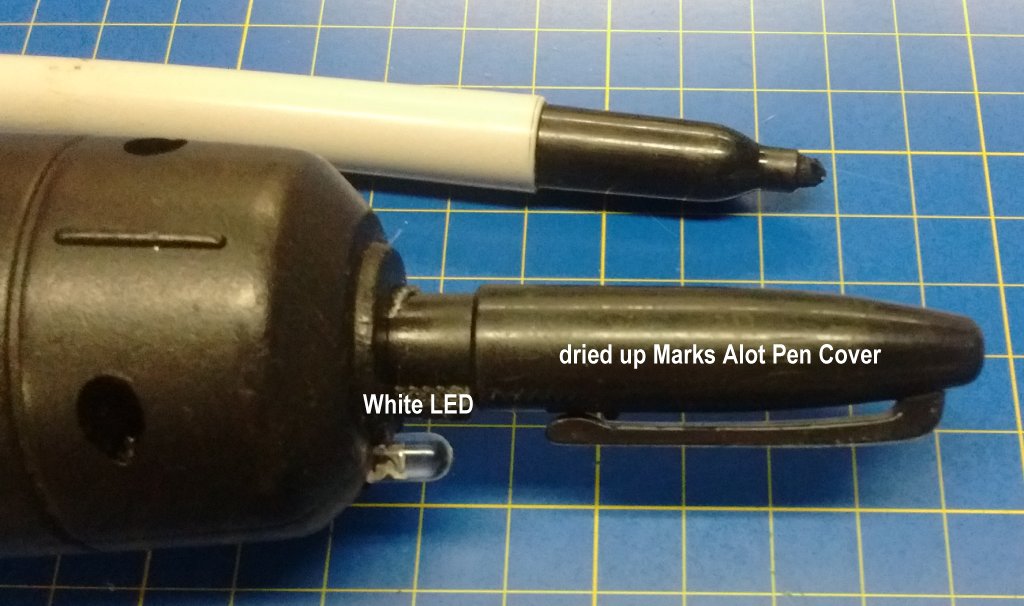 dried up Marks Alot Pen Cover
White LED